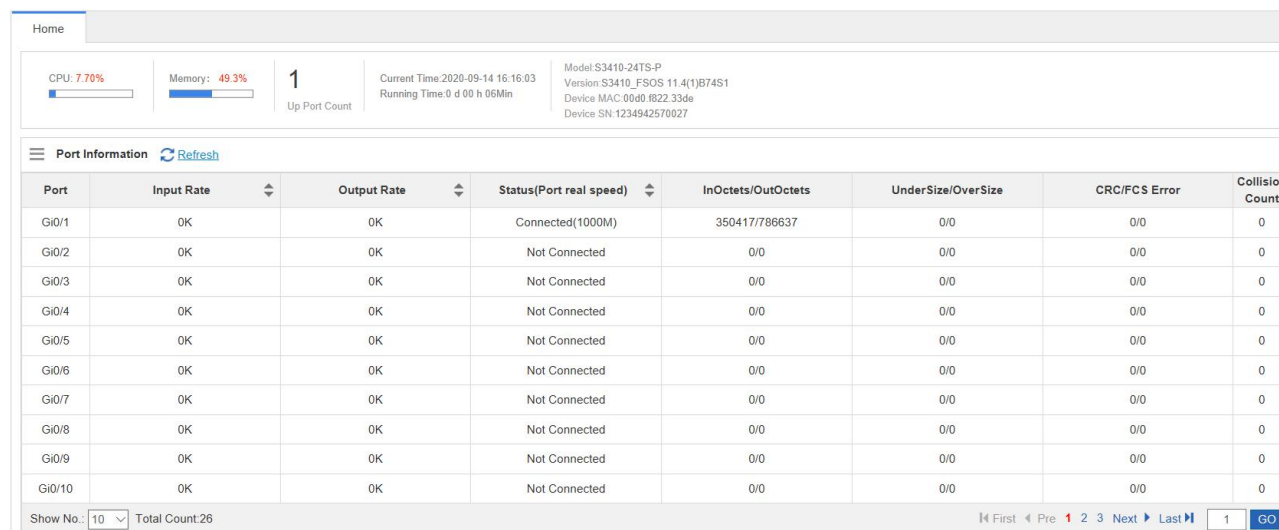 Home
CPU: 7.70%
Memory: 49.3%
1
Up Port Count
Current Time:2020-09-14 16:16:03
Running Time:0 d 00 h 06Min
Model:S3410-24TS-P
Version:S3410_FSOS 11.4(1)B74S1
Device MAC:00d0.f822.33de
Device SN:1234942570027
Port Information Refresh
Port Input Rate Output Rate Status(Port real speed) InOctets/OutOctets UnderSize/OverSize CRC/FCS Error Collisio
Count
Gi0/1 0K 0K Connected(1000M) 350417/786637 0/0 0/0 0
Gi0/2 0K 0K Not Connected 0/0 0/0 0/0 0
Gi0/3 0K 0K Not Connected 0/0 0/0 0/0 0
Gi0/4 0K 0K Not Connected 0/0 0/0 0/0 0
Gi0/5 0K 0K Not Connected 0/0 0/0 0/0 0
Gi0/6 0K 0K Not Connected 0/0 0/0 0/0 0
Gi0/7 0K 0K Not Connected 0/0 0/0 0/0 0
Gi0/8 0K 0K Not Connected 0/0 0/0 0/0 0
Gi0/9 0K 0K Not Connected 0/0 0/0 0/0 0
Gi0/10 0K 0K Not Connected 0/0 0/0 0/0 0
Show No.: 10 Total Count:26 First Pre 1 2 3 Next Last 1 GO